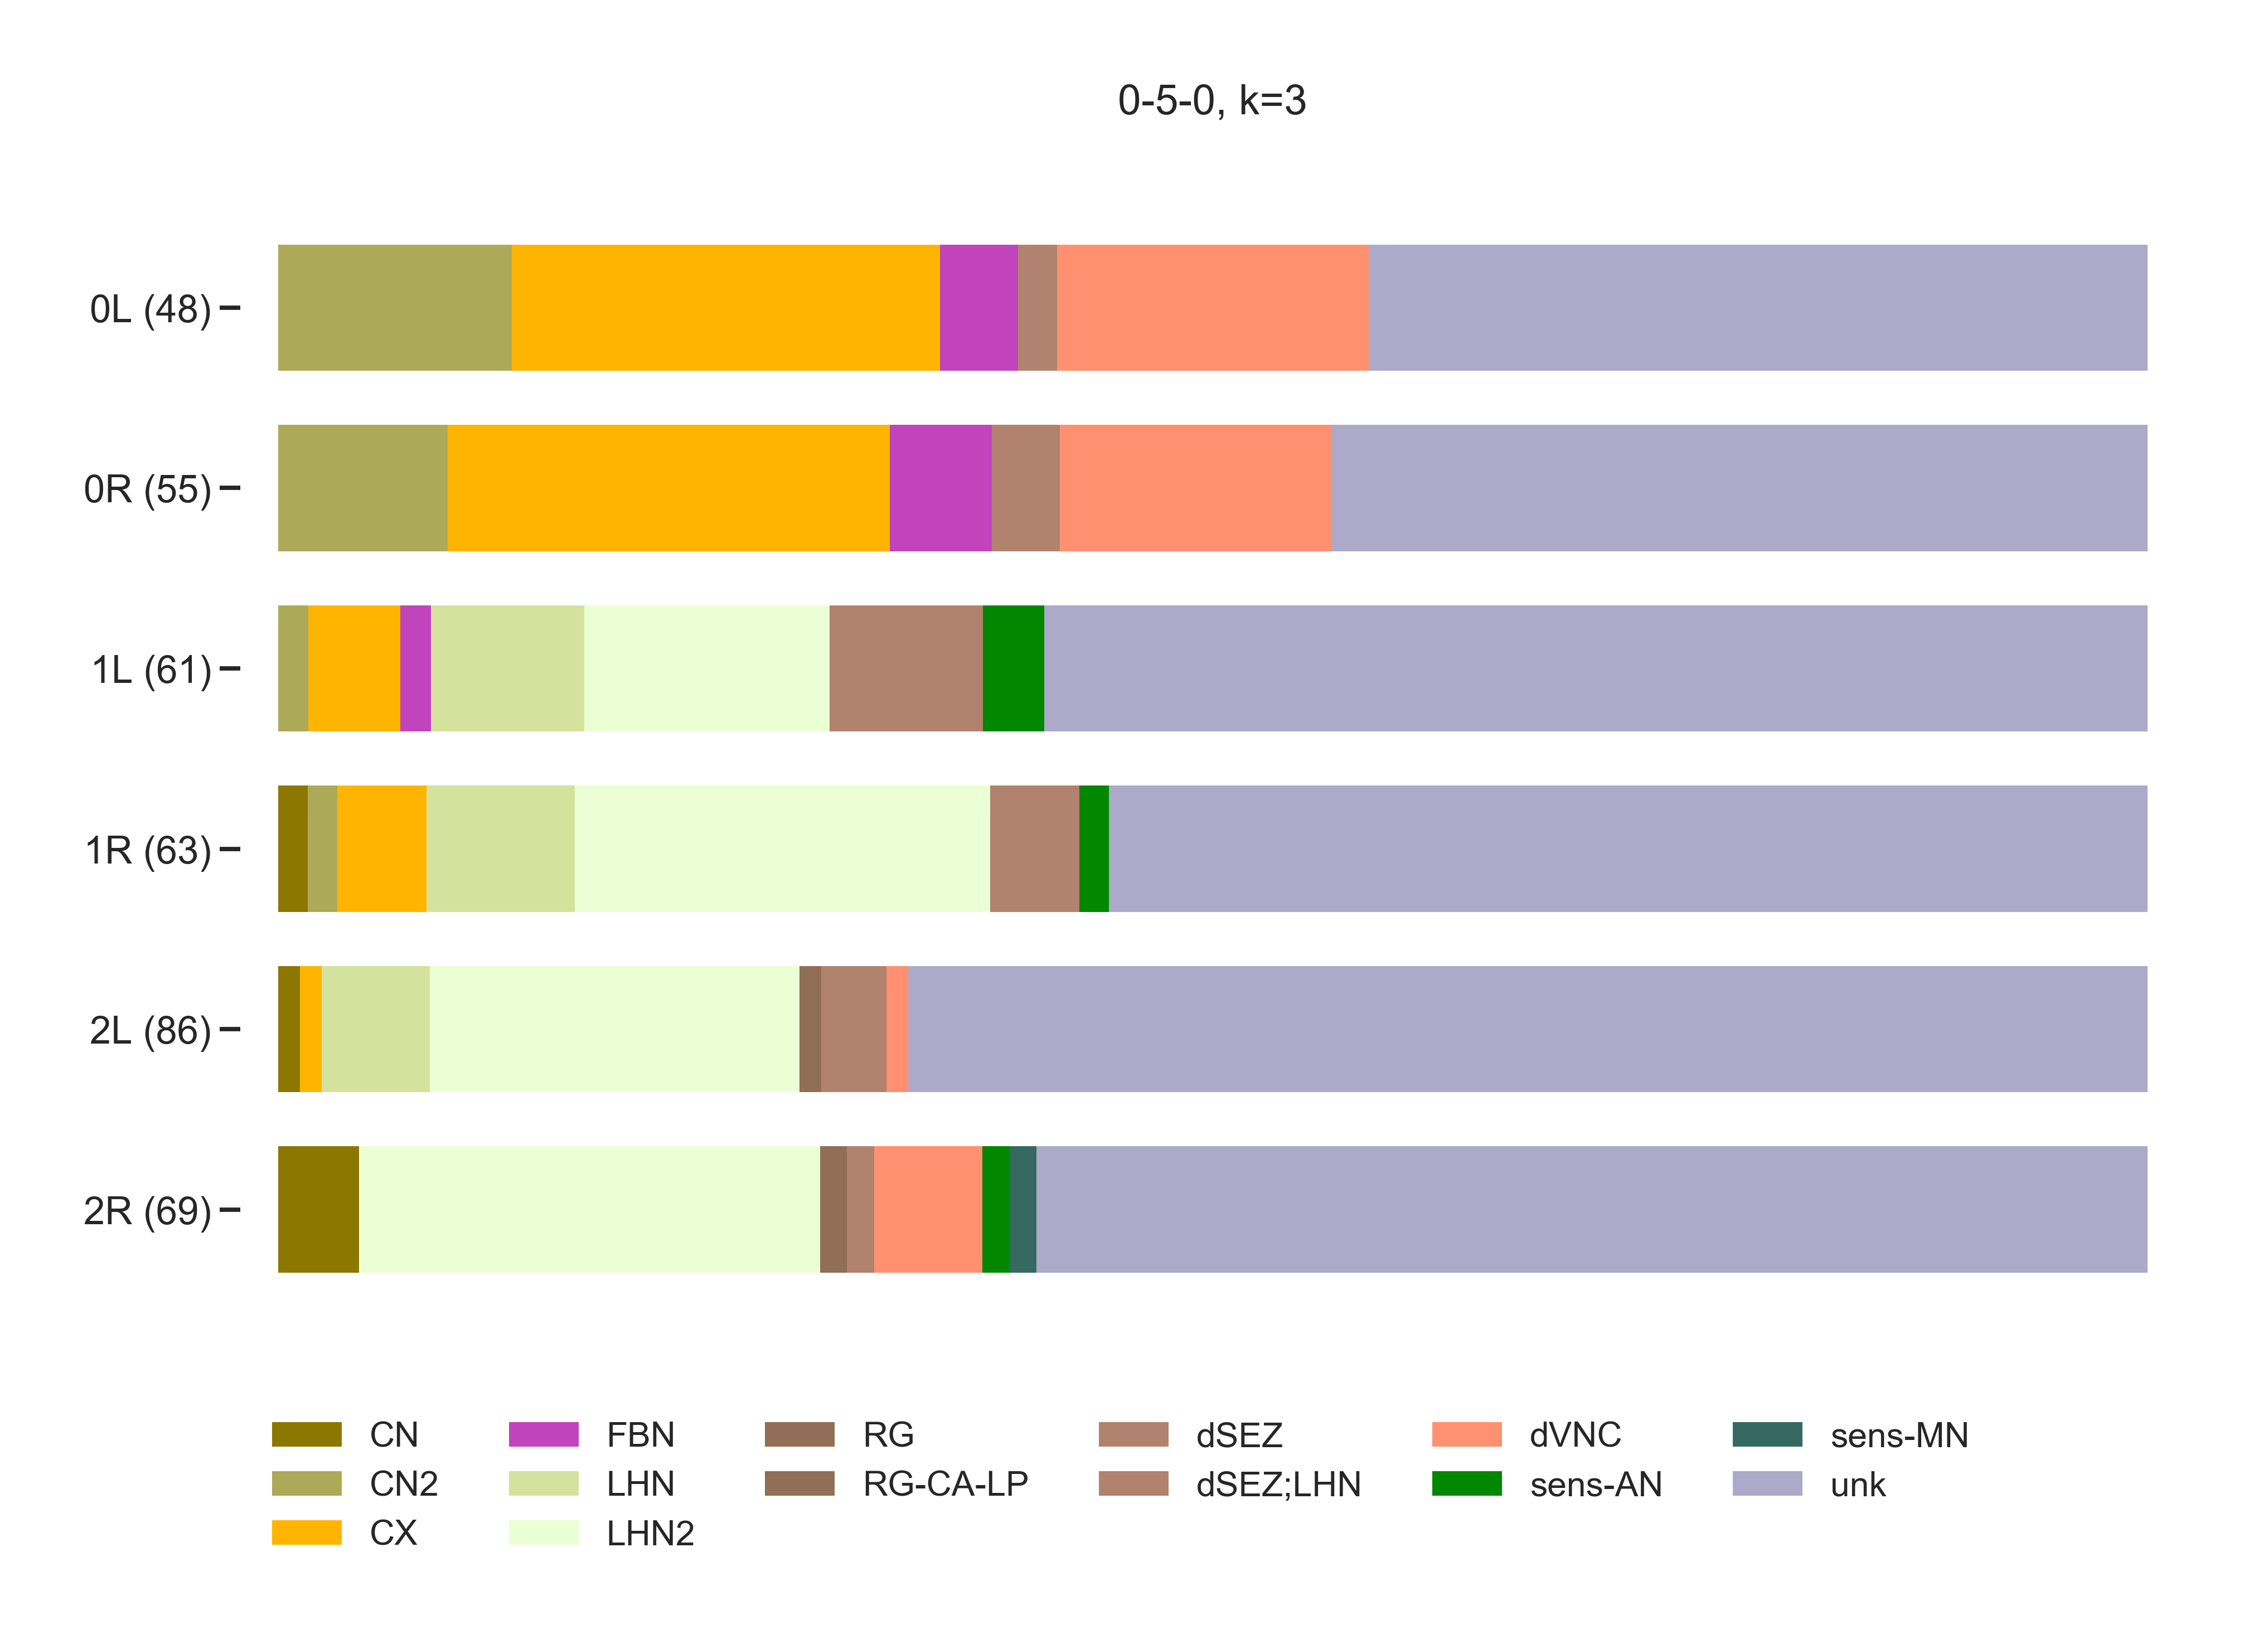 0-5-0, k=3
0L (48)
0R (55)
1L (61)
1R (63)
2L (86)
2R (69)
CN FBN RG dSEZ dVNC sens-MN
CN2 LHN RG-CA-LP dSEZ;LHN sens-AN unk
CX LHN2